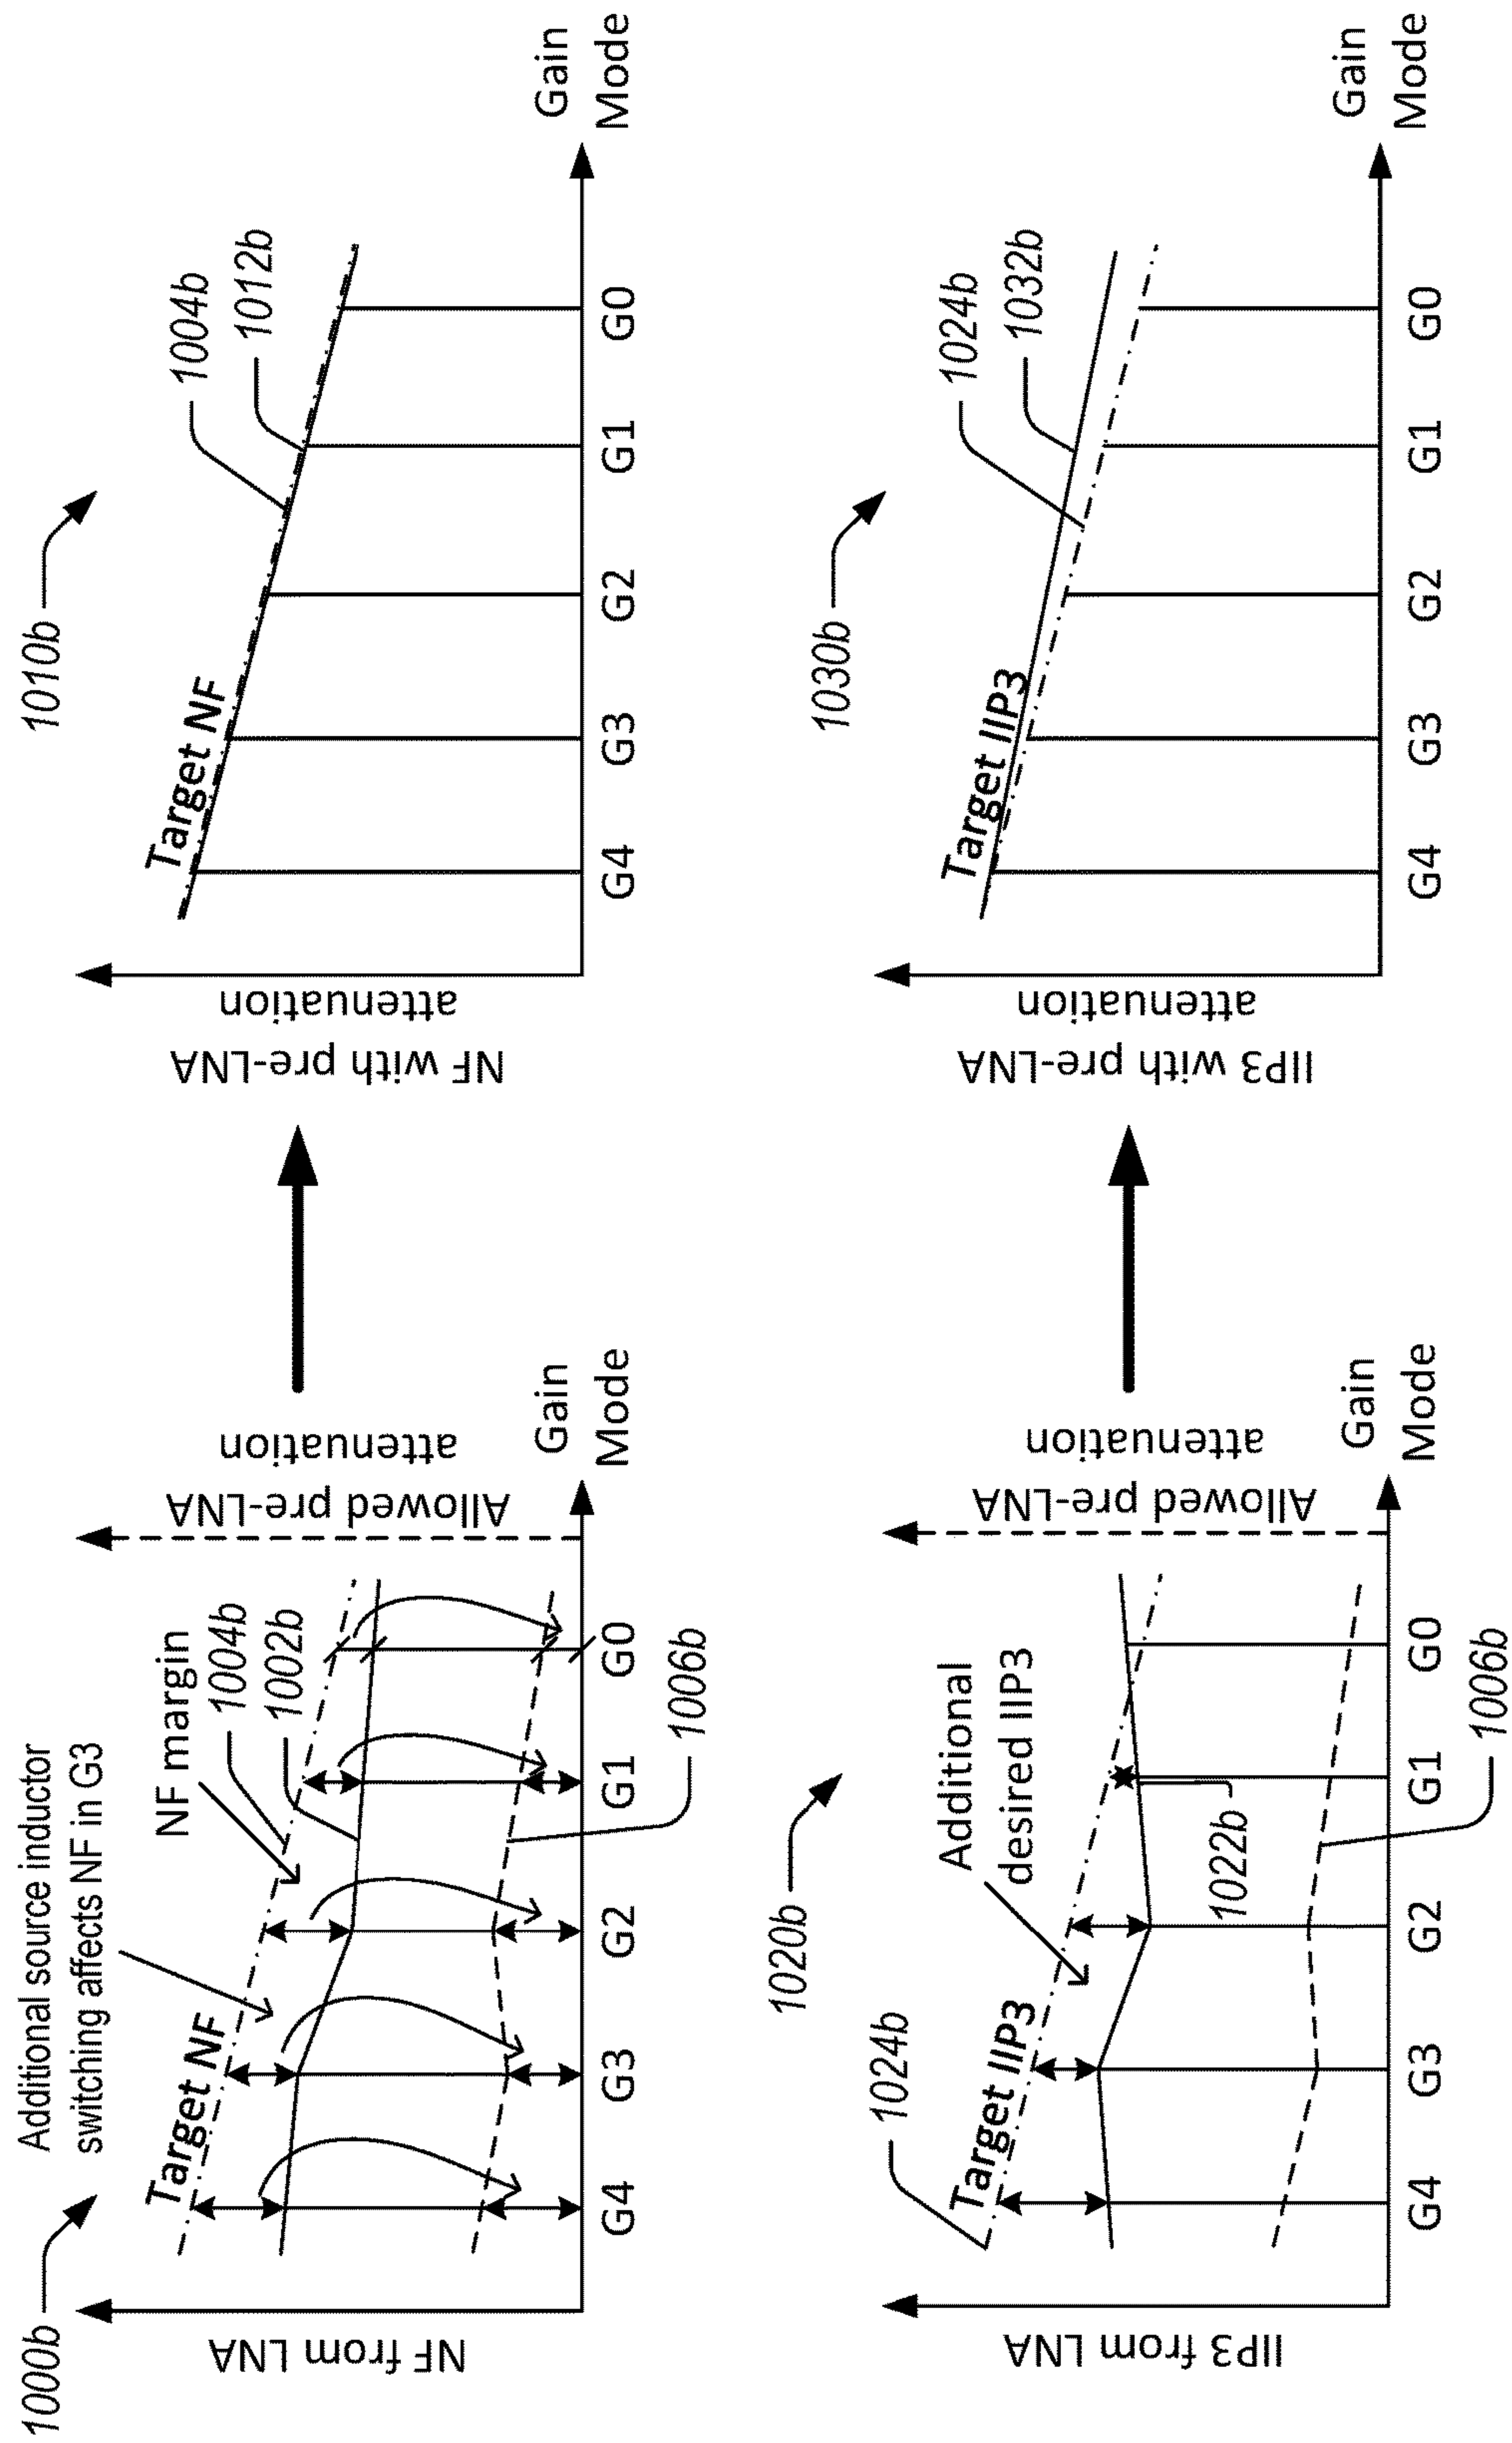 1000b
Additional source inductor
switching affects NF in G3
NF margin
1004b
1002b
Target NF
NF from LNA
Allowed pre-LNA
attenuation
G4 G3 G2 G1 G0
Gain
Mode
1006b
1010b
1004b
1012b
Target NF
NF with pre-LNA
attenuation
G4 G3 G2 G1 G0
Gain
Mode
1020b
1024b
Additional
desired IIP3
Target IIP3
1022b
IIP3 from LNA
Allowed pre-LNA
attenuation
G4 G3 G2 G1 G0
Gain
Mode
1006b
1030b
1024b
1032b
Target IIP3
IIP3 with pre-LNA
attenuation
G4 G3 G2 G1 G0
Gain
Mode